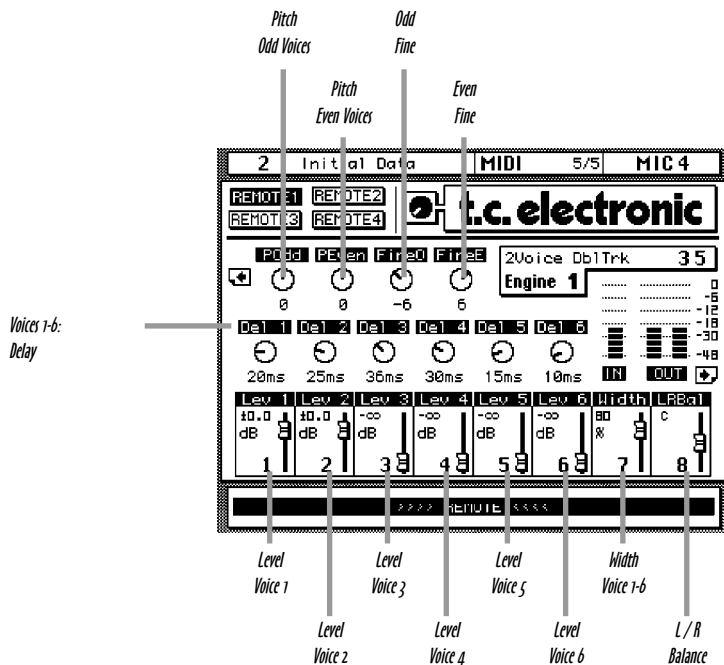 Pitch
Odd Voices
Odd
Fine
Pitch
Even Voices
Even
Fine
2 Initial Data MIDI 5/5 MIC 4
REMOTE1 REMOTE2
REMOTE3 REMOTE4
t.c. electronic
POdd PEven FineO FineE
0 0 -6 6
2Voice DblTrk 35
Engine 1
0
-6
-12
-18
-30
-48
IN OUT
Voices 1-6:
Delay
Del 1 Del 2 Del 3 Del 4 Del 5 Del 6
20ms 25ms 36ms 30ms 15ms 10ms
Lev 1 Lev 2 Lev 3 Lev 4 Lev 5 Lev 6 Width LRBal
±0.0 ±0.0 -∞ -∞ -∞ -∞ 80 C
dB dB dB dB dB dB %
1 2 3 4 5 6 7 8
>>>> REMOTE <<<<
Level
Voice 1
Level
Voice 3
Level
Voice 5
Width
Voice 1-6
Level
Voice 2
Level
Voice 4
Level
Voice 6
L / R
Balance